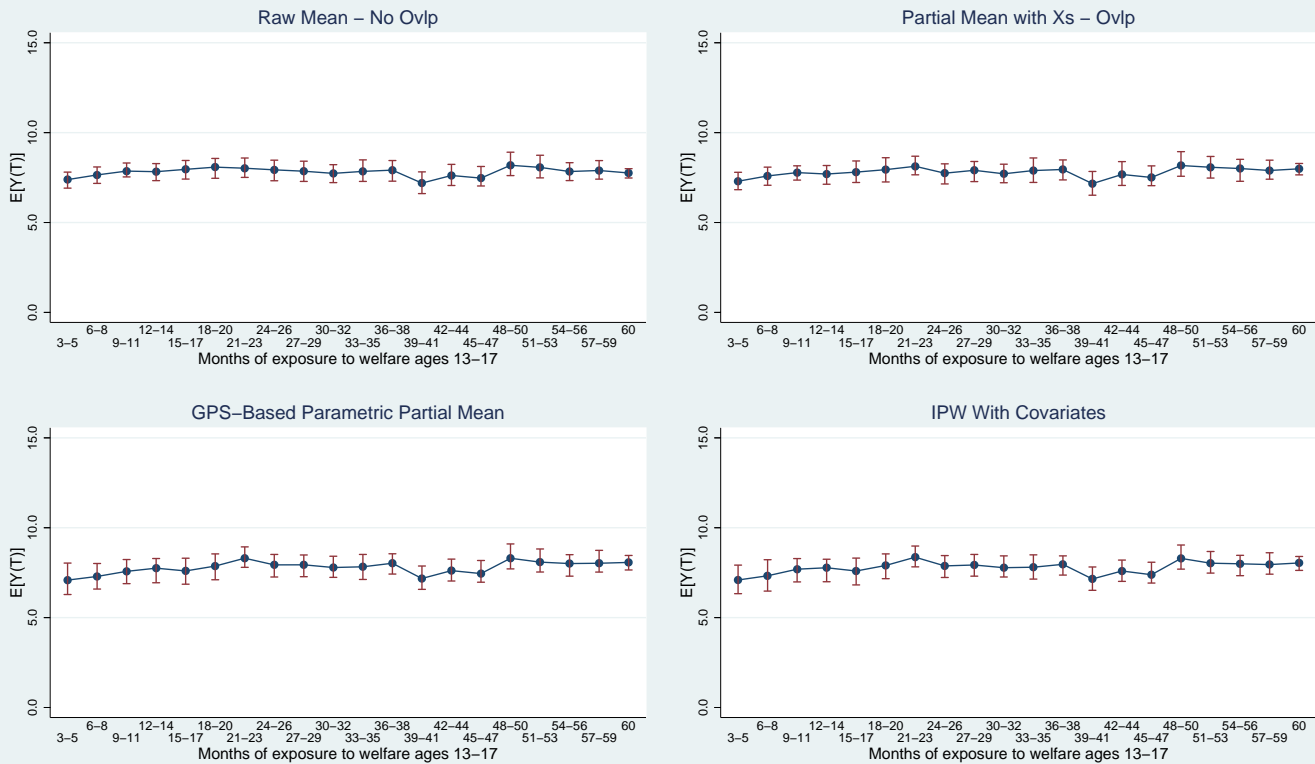 Raw Mean – No Ovlp
E[Y(T)]
15.0
10.0
5.0
0.0
6–8 12–14 18–20 24–26 30–32 36–38 42–44 48–50 54–56 60
3–5 9–11 15–17 21–23 27–29 33–35 39–41 45–47 51–53 57–59
Months of exposure to welfare ages 13–17
Partial Mean with Xs – Ovlp
E[Y(T)]
15.0
10.0
5.0
0.0
6–8 12–14 18–20 24–26 30–32 36–38 42–44 48–50 54–56 60
3–5 9–11 15–17 21–23 27–29 33–35 39–41 45–47 51–53 57–59
Months of exposure to welfare ages 13–17
GPS–Based Parametric Partial Mean
E[Y(T)]
15.0
10.0
5.0
0.0
6–8 12–14 18–20 24–26 30–32 36–38 42–44 48–50 54–56 60
3–5 9–11 15–17 21–23 27–29 33–35 39–41 45–47 51–53 57–59
Months of exposure to welfare ages 13–17
IPW With Covariates
E[Y(T)]
15.0
10.0
5.0
0.0
6–8 12–14 18–20 24–26 30–32 36–38 42–44 48–50 54–56 60
3–5 9–11 15–17 21–23 27–29 33–35 39–41 45–47 51–53 57–59
Months of exposure to welfare ages 13–17